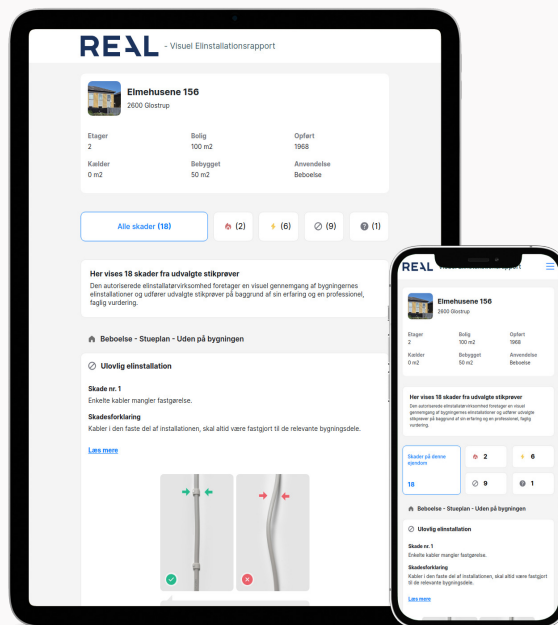 REAL - Visuel Elinstallationsrapport
Elmehusene 156
2600 Glostrup
Etager Bolig Opført
2 100 m2 1968
Kælder Bebygget Anvendelse
0 m2 50 m2 Beboelse
Alle skader (18) (2) (6) (9) (1)
Her vises 18 skader fra udvalgte stikprøver
Den autoriserede elinstallatørvirksomhed foretager en visuel gennemgang af bygningernes
elinstallationer og udfører udvalgte stikprøver på baggrund af sin erfaring og en professionel,
faglig vurdering.
Beboelse - Stueplan - Uden på bygningen
Ulovlig elinstallation
Skade nr. 1
Enkelte kabler mangler fastgørelse.
Skadesforklaring
Kabler i den faste del af installationen, skal altid være fastgjort til de relevante bygningsdele.
Læs mere
REAL
Elmehusene 156
2600 Glostrup
Etager Bolig Opført
2 100 m2 1968
Kælder Bebygget Anvendelse
0 m2 50 m2 Beboelse
Her vises 18 skader fra udvalgte stikprøver
Den autoriserede elinstallatørvirksomhed foretager en visuel
gennemgang af bygningernes elinstallationer og udfører udvalgte
stikprøver på baggrund af sin erfaring og en professionel, faglig
vurdering.
Skader på denne
ejendom
18
2 6
9 1
Beboelse - Stueplan - Uden på bygningen
Ulovlig elinstallation
Skade nr. 1
Enkelte kabler mangler fastgørelse.
Skadesforklaring
Kabler i den faste del af installationen, skal altid være fastgjort
til de relevante bygningsdele.
Læs mere